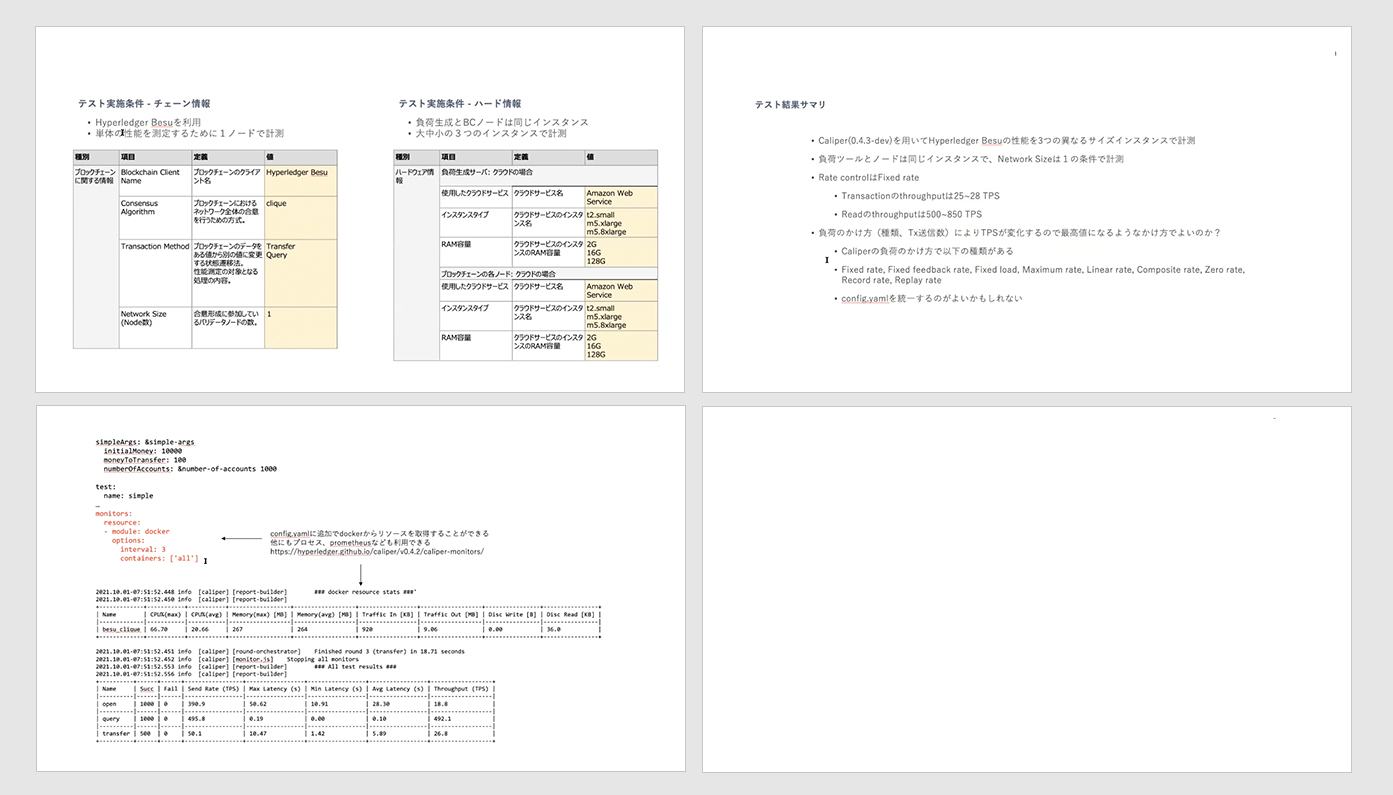 テスト実施条件 - チェーン情報
• Hyperledger Besuを利用
• 単体の性能を測定するために１ノードで計測
種別 項目 定義 値
ブロックチェーンに関する情報 Blockchain Client Name ブロックチェーンのクライアント名 Hyperledger Besu
Consensus Algorithm ブロックチェーンにおけるネットワーク全体の合意を行うための方式。 clique
Transaction Method ブロックチェーンのデータをある値から別の値に変更する状態遷移法。性能測定の対象となる処理の内容。 Transfer Query
Network Size (Node数) 合意形成に参加しているバリデータノードの数。 1
テスト実施条件 - ハード情報
• 負荷生成とBCノードは同じインスタンス
• 大中小の３つのインスタンスで計測
種別 項目 定義 値
ハードウェア情報 負荷生成サーバ: クラウドの場合
使用したクラウドサービス クラウドサービス名 Amazon Web Service
インスタンスタイプ クラウドサービスのインスタンス名 t2.small m5.xlarge m5.8xlarge
RAM容量 クラウドサービスのインスタンスのRAM容量 2G 16G 128G
ブロックチェーンの各ノード: クラウドの場合
使用したクラウドサービス クラウドサービス名 Amazon Web Service
インスタンスタイプ クラウドサービスのインスタンス名 t2.small m5.xlarge m5.8xlarge
RAM容量 クラウドサービスのインスタンスのRAM容量 2G 16G 128G
テスト結果サマリ
• Caliper(0.4.3-dev)を用いてHyperledger Besuの性能を3つの異なるサイズインスタンスで計測
• 負荷ツールとノードは同じインスタンスで、Network Sizeは１の条件で計測
• Rate controlはFixed rate
• Transactionのthroughputは25~28 TPS
• Readのthroughputは500~850 TPS
• 負荷のかけ方（種類、Tx送信数）によりTPSが変化するので最高値になるようなかけ方でよいのか？
• Caliperの負荷のかけ方で以下の種類がある
• Fixed rate, Fixed feedback rate, Fixed load, Maximum rate, Linear rate, Composite rate, Zero rate,
Record rate, Replay rate
• config.yamlを統一するのがよいかもしれない
simpleArgs: &simple-args
initialMoney: 10000
moneyToTransfer: 100
numberOfAccounts: &number-of-accounts 1000
test:
name: simple
…
monitors:
resource:
- module: docker
options:
interval: 3
containers: ['all']
config.yamlに追加でdockerからリソースを取得することができる
他にもプロセス、prometheusなども利用できる
https://hyperledger.github.io/caliper/v0.4.2/caliper-monitors/
2021.10.01-07:51:52.448 info [caliper] [report-builder] ### docker resource stats ###'
2021.10.01-07:51:52.450 info [caliper] [report-builder]
| Name | CPU%(max) | CPU%(avg) | Memory(max) [MB] | Memory(avg) [MB] | Traffic In [KB] | Traffic Out [MB] | Disc Write [B] | Disc Read [KB] |
| besu_clique | 66.70 | 20.66 | 267 | 264 | 920 | 9.06 | 0.00 | 36.0 |
2021.10.01-07:51:52.451 info [caliper] [round-orchestrator] Finished round 3 (transfer) in 18.71 seconds
2021.10.01-07:51:52.452 info [caliper] [monitor.js] Stopping all monitors
2021.10.01-07:51:52.553 info [caliper] [report-builder] ### All test results ###
2021.10.01-07:51:52.556 info [caliper] [report-builder]
| Name | Succ | Fail | Send Rate (TPS) | Max Latency (s) | Min Latency (s) | Avg Latency (s) | Throughput (TPS) |
| open | 1000 | 0 | 390.9 | 50.62 | 10.91 | 28.30 | 18.8 |
| query | 1000 | 0 | 495.8 | 0.19 | 0.00 | 0.10 | 492.1 |
| transfer | 500 | 0 | 50.1 | 10.47 | 1.42 | 5.89 | 26.8 |